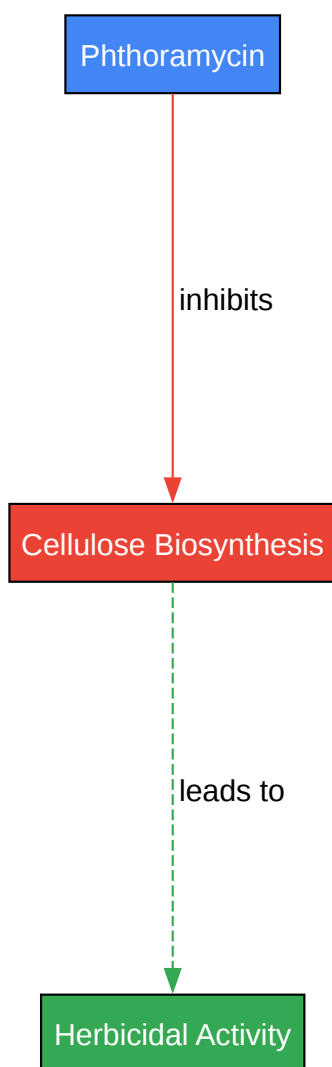 Phthoramycin
inhibits
Cellulose Biosynthesis
leads to
Herbicidal Activity